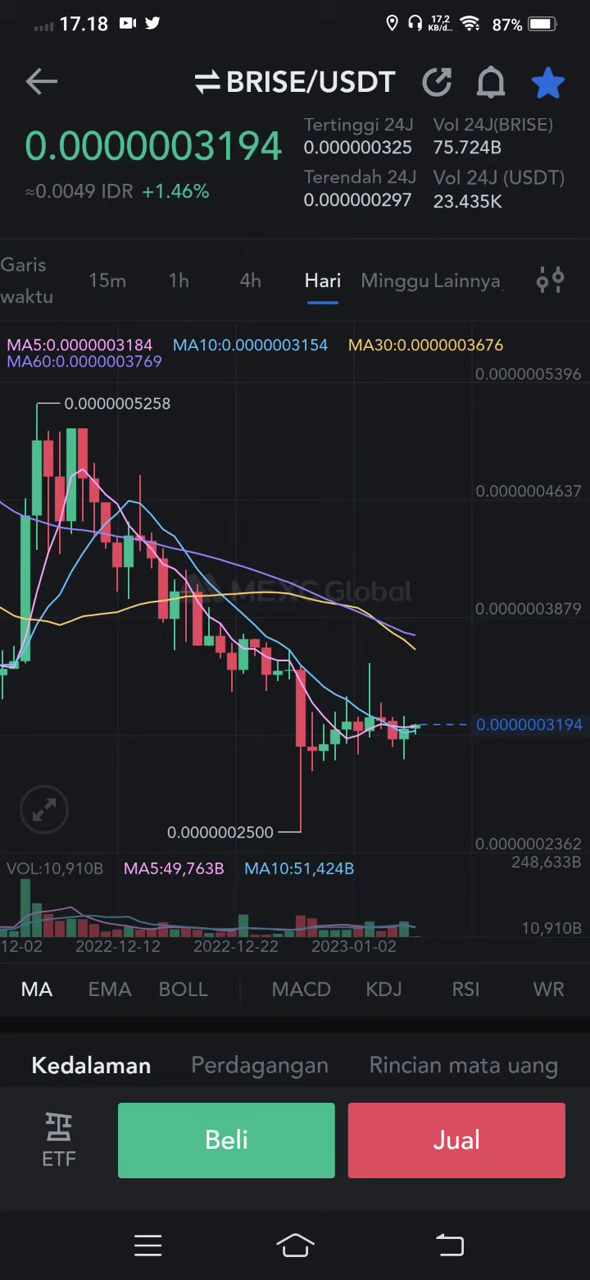 17.18
17,2
KB/d...
87%
BRISE/USDT
0.0000003194
≈0.0049 IDR +1.46%
Tertinggi 24J
0.000000325
Vol 24J(BRISE)
75.724B
Terendah 24J
0.000000297
Vol 24J (USDT)
23.435K
Garis waktu
15m
1h
4h
Hari
Minggu
Lainnya
MA5:0.0000003184 MA10:0.0000003154 MA30:0.0000003676
MA60:0.0000003769
0.0000005396
0.0000005258
0.0000004637
MEXC Global
0.0000003879
0.0000003194
0.0000002500
0.0000002362
VOL:10,910B MA5:49,763B MA10:51,424B
248,633B
10,910B
12-02 2022-12-12 2022-12-22 2023-01-02
MA EMA BOLL MACD KDJ RSI WR
Kedalaman Perdagangan Rincian mata uang
ETF
Beli
Jual